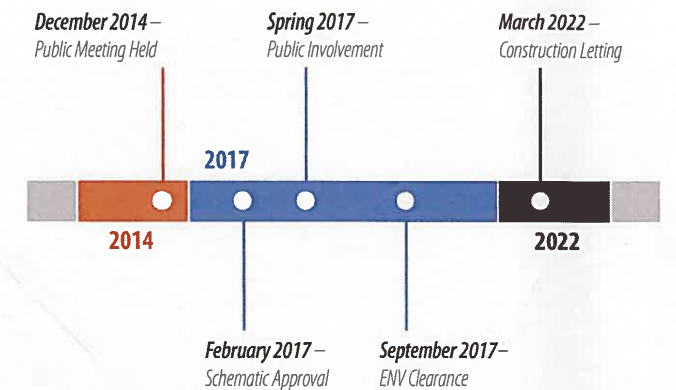 December 2014 –
Public Meeting Held
Spring 2017 –
Public Involvement
March 2022 –
Construction Letting
2017
2014
2022
February 2017 –
Schematic Approval
September 2017–
ENV Clearance